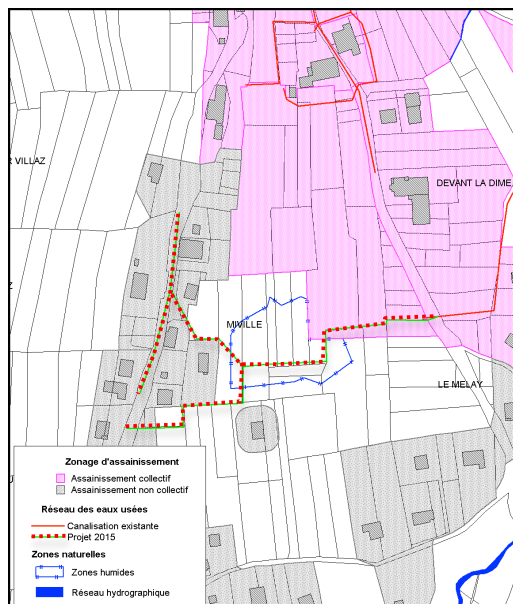 R VILLAZ
DEVANT LA DIME
Z
MIVILLE
LE MELAY
Zonage d'assainissement
Assainissement collectif
Assainissement non collectif
Réseau des eaux usées
Canalisation existante
Projet 2015
Zones naturelles
Zones humides
Réseau hydrographique